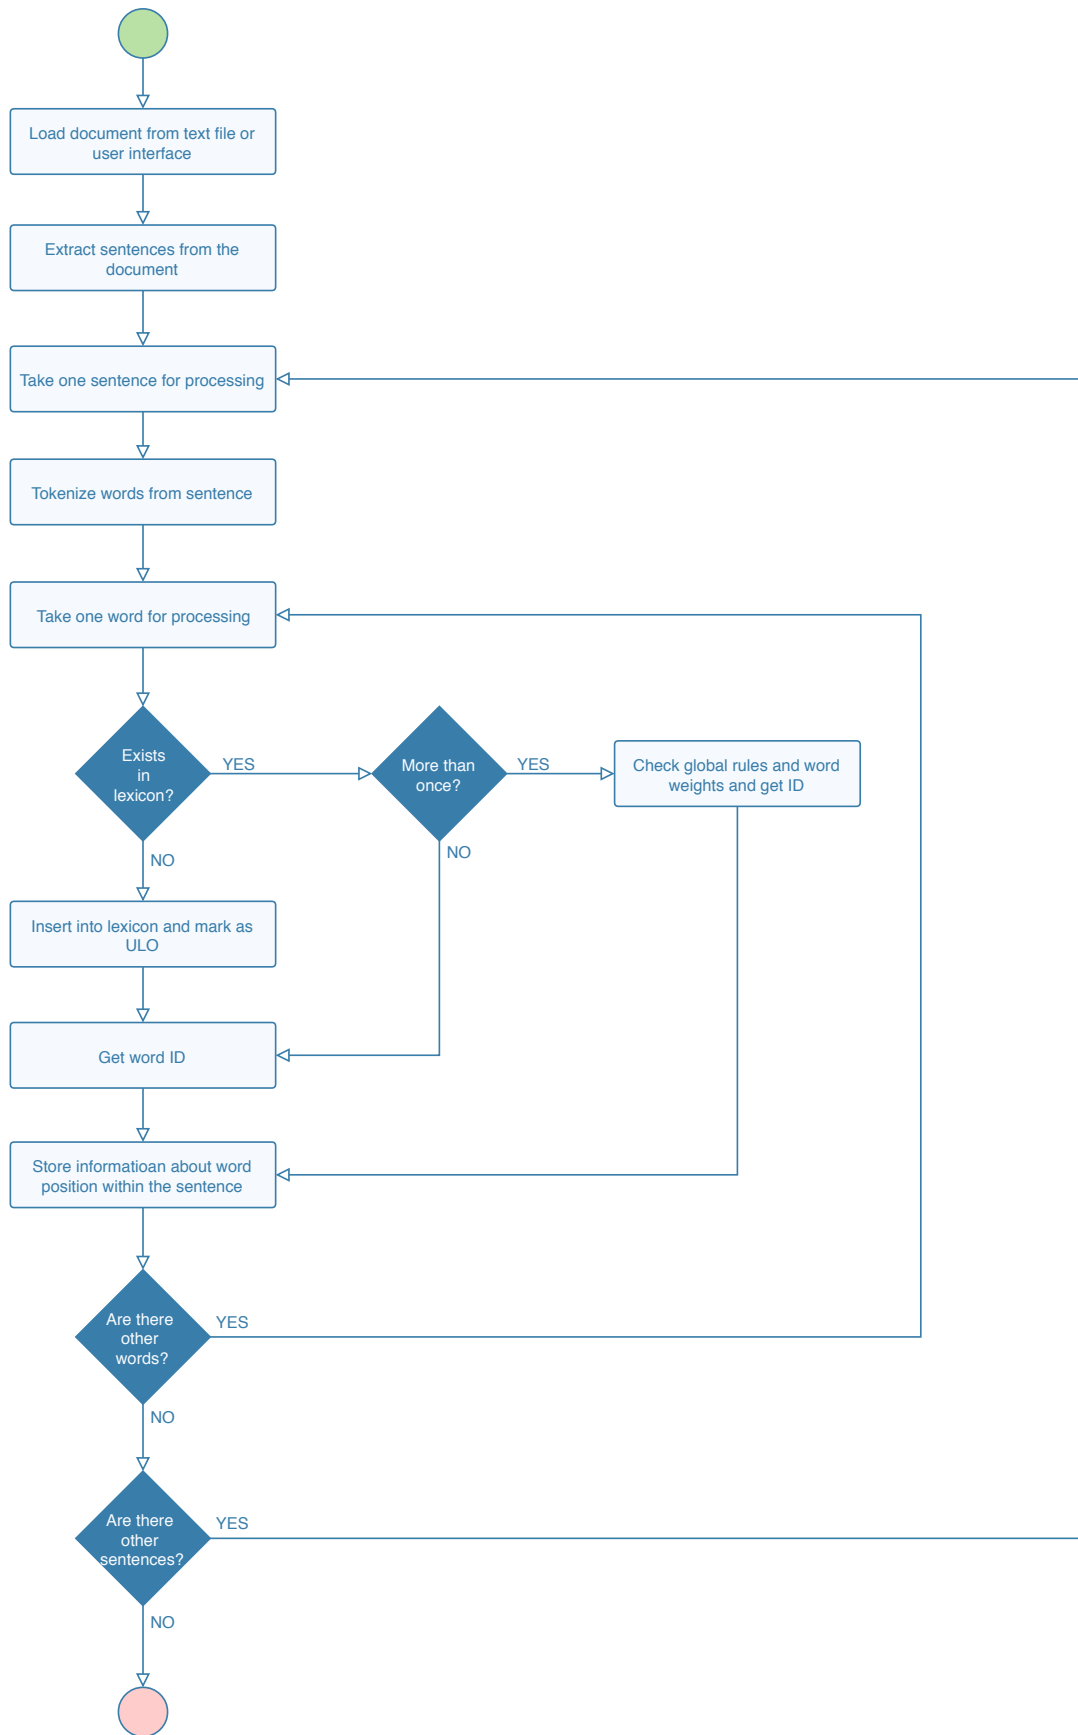 Load document from text file or
user interface
Extract sentences from the
document
Take one sentence for processing
Tokenize words from sentence
Take one word for processing
Exists
in
lexicon?
YES
More than
once?
YES
Check global rules and word
weights and get ID
NO
NO
Insert into lexicon and mark as
ULO
Get word ID
Store informatioan about word
position within the sentence
Are there
other
words?
YES
NO
Are there
other
sentences?
YES
NO